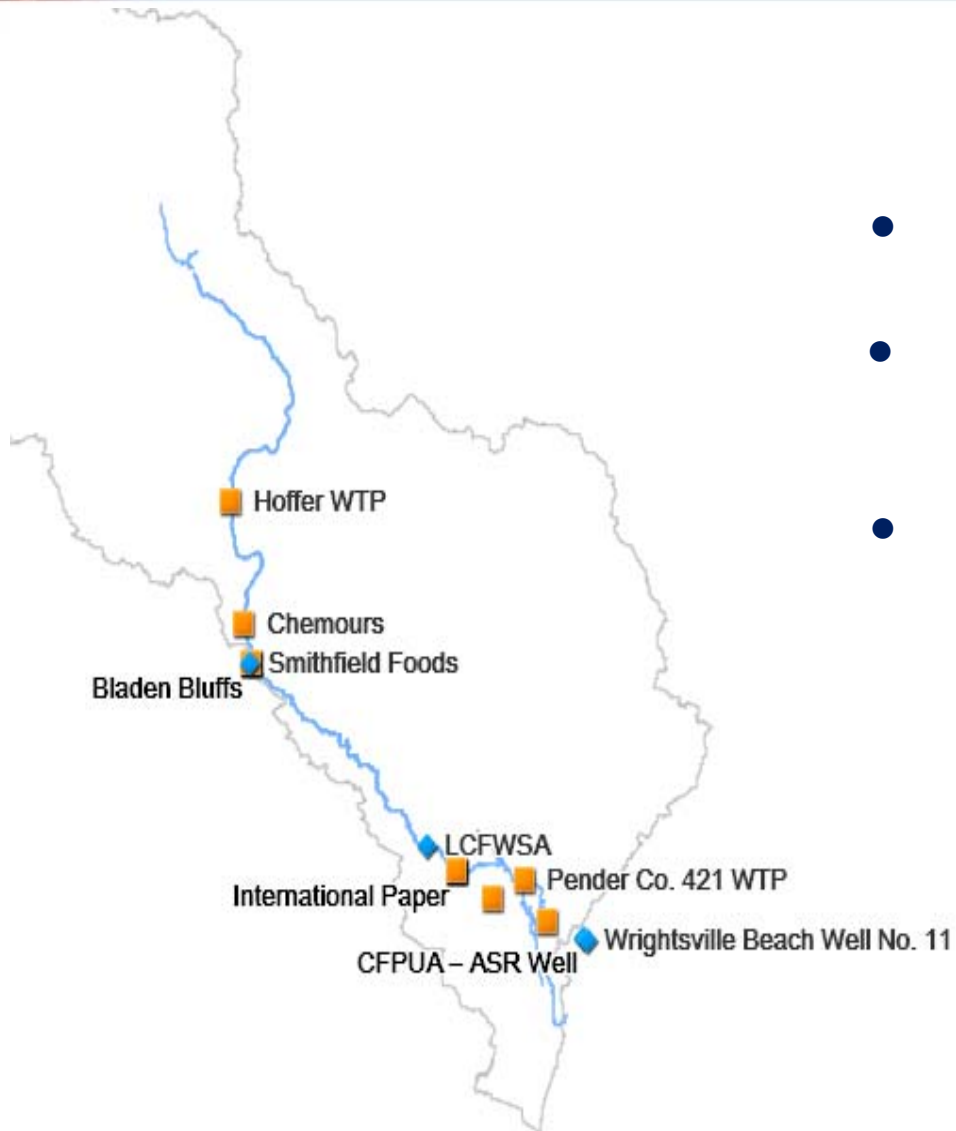 Hoffer WTP
Chemours
Smithfield Foods
Bladen Bluffs
LCFWSA
Pender Co. 421 WTP
International Paper
Wrightsville Beach Well No. 11
CFPUA – ASR Well